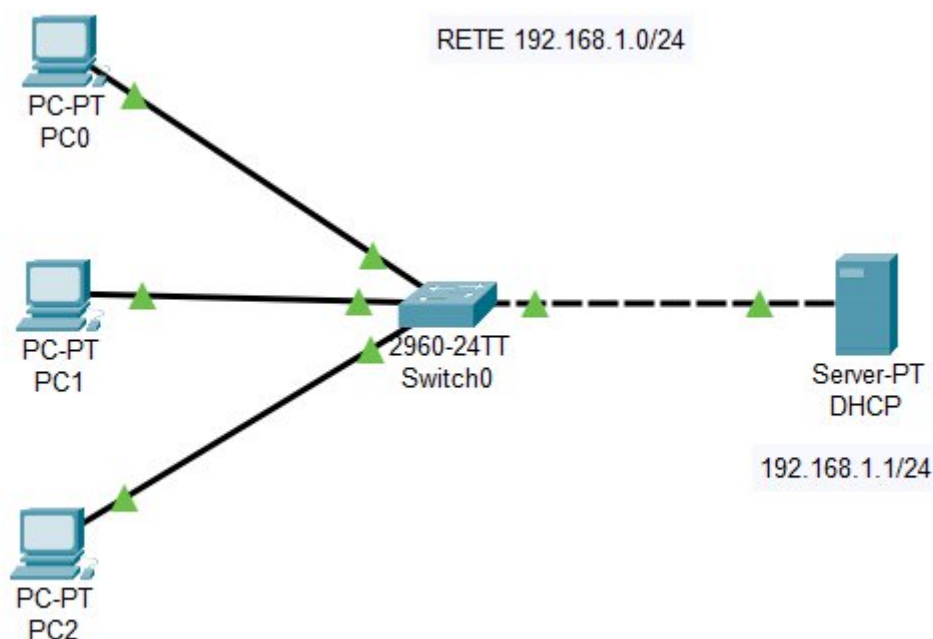 RETE 192.168.1.0/24
PC-PT
PC0
PC-PT
PC1
2960-24TT
Switch0
Server-PT
DHCP
192.168.1.1/24
PC-PT
PC2